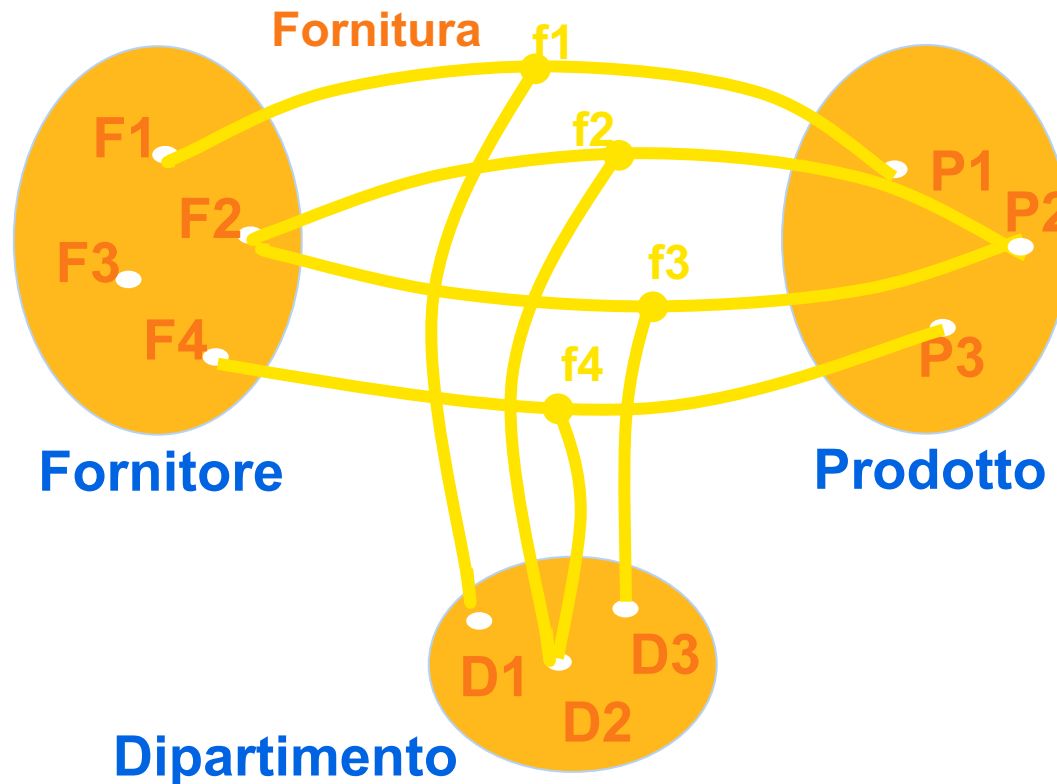 Fornitura
f1
F1
f2
P1
F2
P2
F3
f3
F4
f4
P3
Fornitore
Prodotto
D1
D3
D2
Dipartimento